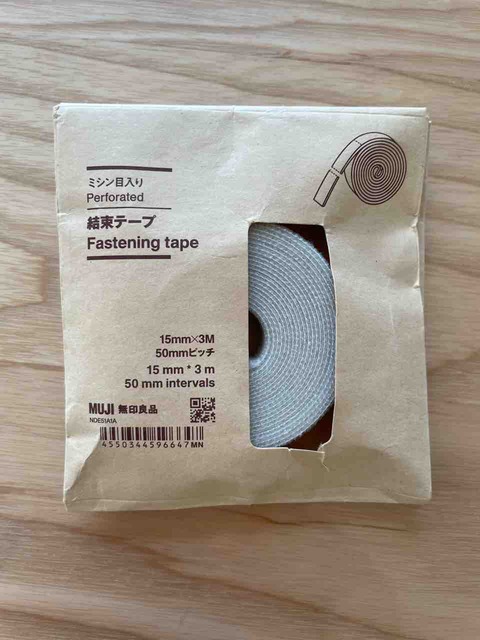 ミシン目入り
Perforated
結束テープ
Fastening tape
15mm×3M
50mmピッチ
15 mm * 3 m
50 mm intervals
MUJI 無印良品
NDE51A1A
4550344596647MN